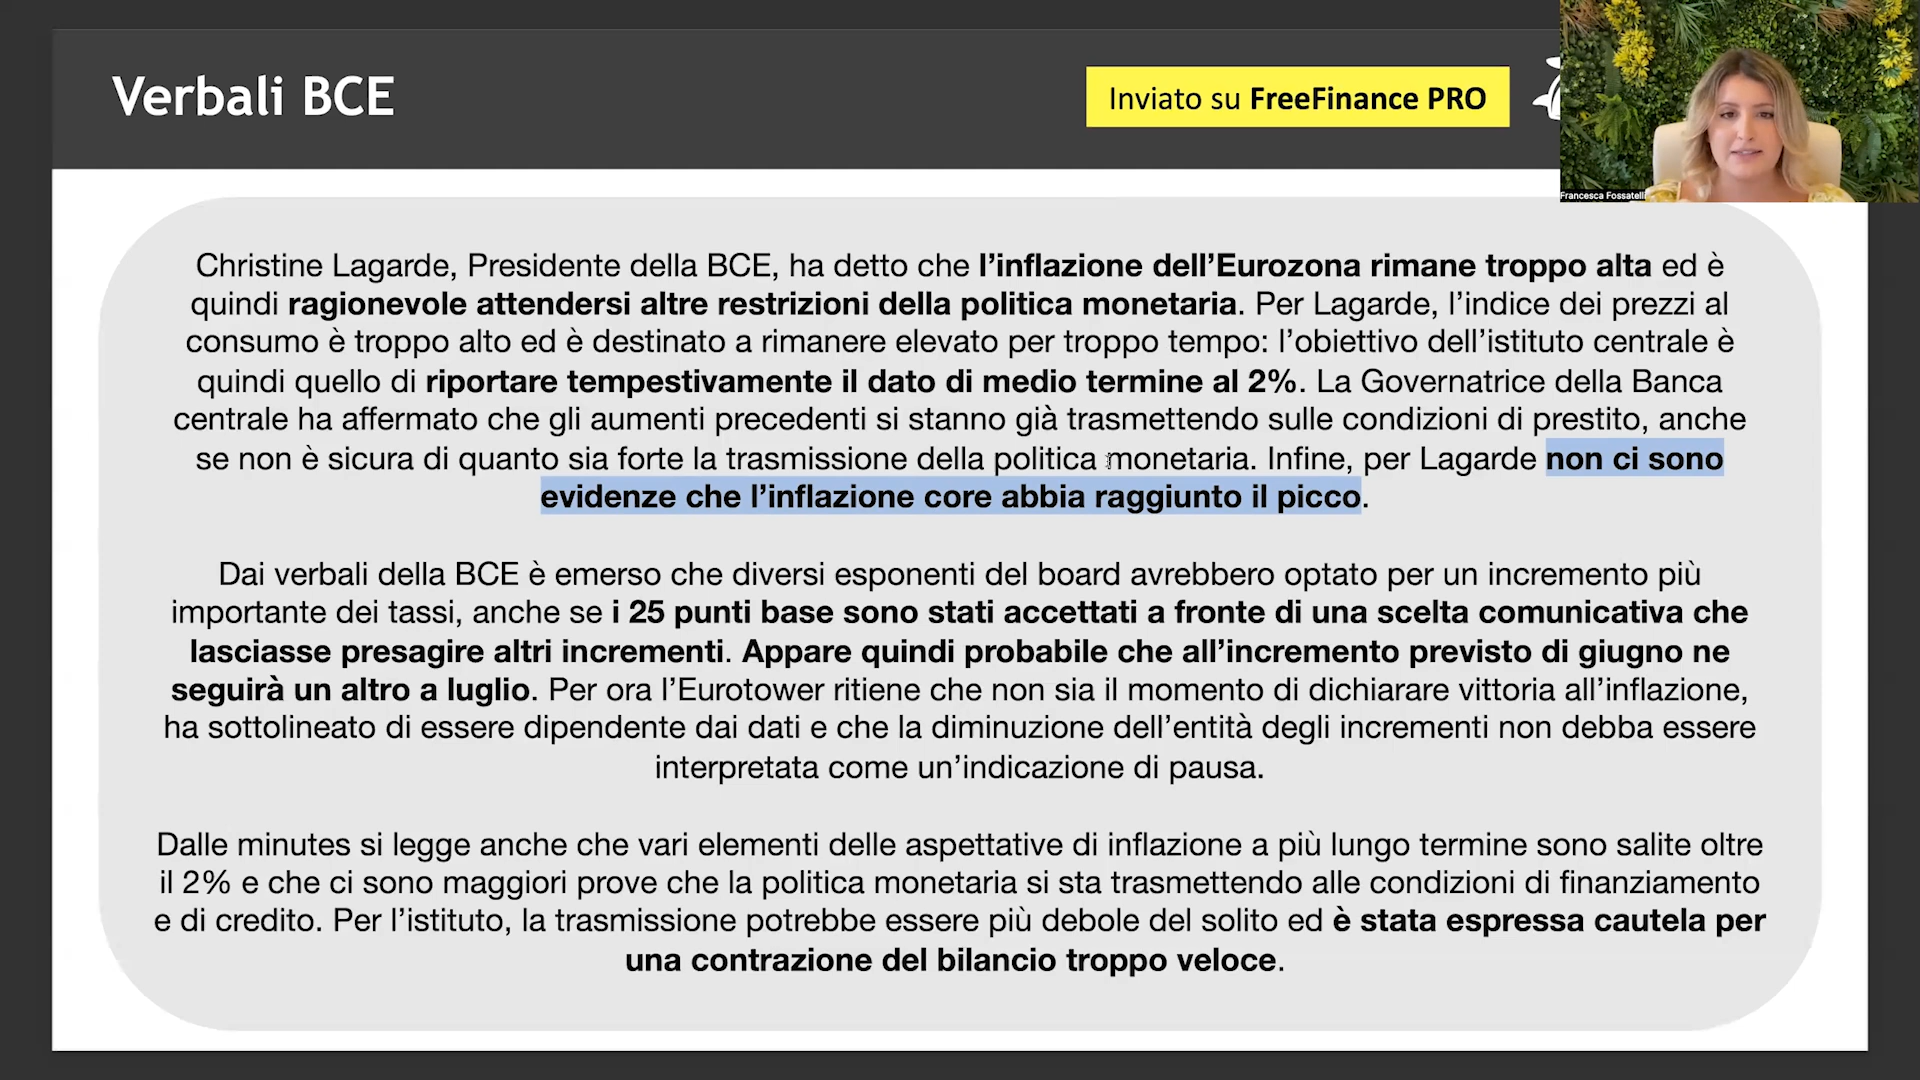 Verbali BCE
Inviato su FreeFinance PRO
Francesca Fossatelli
Christine Lagarde, Presidente della BCE, ha detto che l’inflazione dell’Eurozona rimane troppo alta ed è
quindi ragionevole attendersi altre restrizioni della politica monetaria. Per Lagarde, l’indice dei prezzi al
consumo è troppo alto ed è destinato a rimanere elevato per troppo tempo: l’obiettivo dell’istituto centrale è
quindi quello di riportare tempestivamente il dato di medio termine al 2%. La Governatrice della Banca
centrale ha affermato che gli aumenti precedenti si stanno già trasmettendo sulle condizioni di prestito, anche
se non è sicura di quanto sia forte la trasmissione della politica monetaria. Infine, per Lagarde non ci sono
evidenze che l’inflazione core abbia raggiunto il picco.
Dai verbali della BCE è emerso che diversi esponenti del board avrebbero optato per un incremento più
importante dei tassi, anche se i 25 punti base sono stati accettati a fronte di una scelta comunicativa che
lasciasse presagire altri incrementi. Appare quindi probabile che all’incremento previsto di giugno ne
seguirà un altro a luglio. Per ora l’Eurotower ritiene che non sia il momento di dichiarare vittoria all’inflazione,
ha sottolineato di essere dipendente dai dati e che la diminuzione dell’entità degli incrementi non debba essere
interpretata come un’indicazione di pausa.
Dalle minutes si legge anche che vari elementi delle aspettative di inflazione a più lungo termine sono salite oltre
il 2% e che ci sono maggiori prove che la politica monetaria si sta trasmettendo alle condizioni di finanziamento
e di credito. Per l’istituto, la trasmissione potrebbe essere più debole del solito ed è stata espressa cautela per
una contrazione del bilancio troppo veloce.